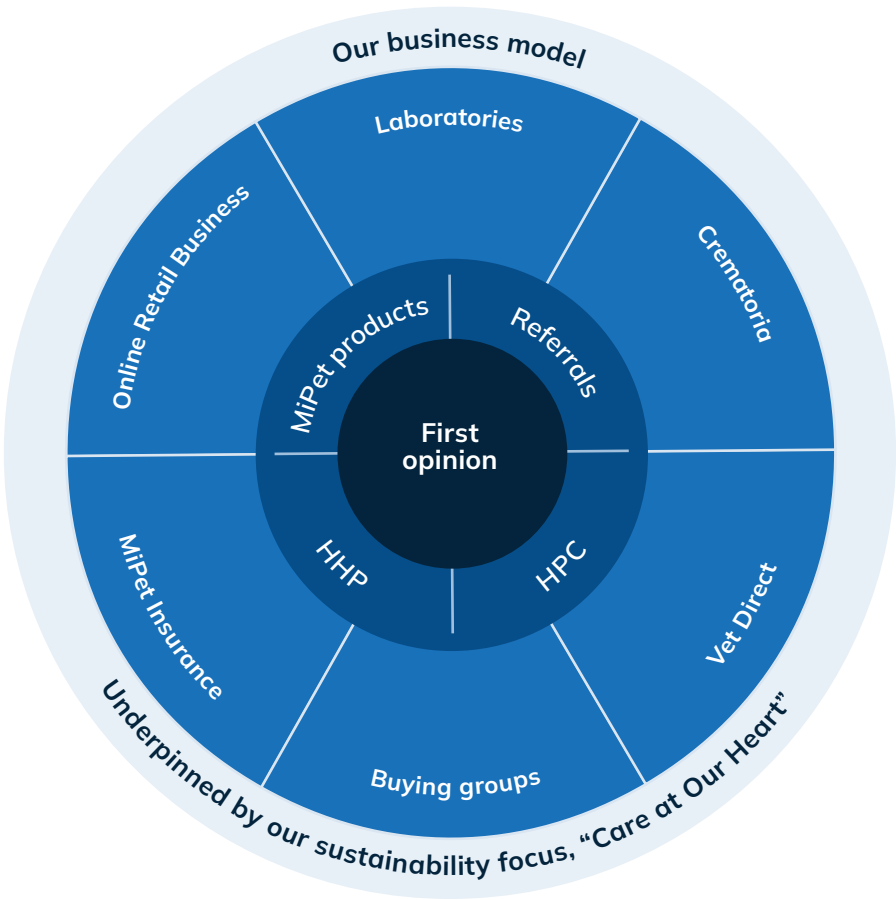 Our business model
Laboratories
Crematoria
Vet Direct
Buying groups
MiPet Insurance
Online Retail Business
MiPet products
Referrals
HPC
HHP
First
opinion
Underpinned by our sustainability focus, “Care at Our Heart”